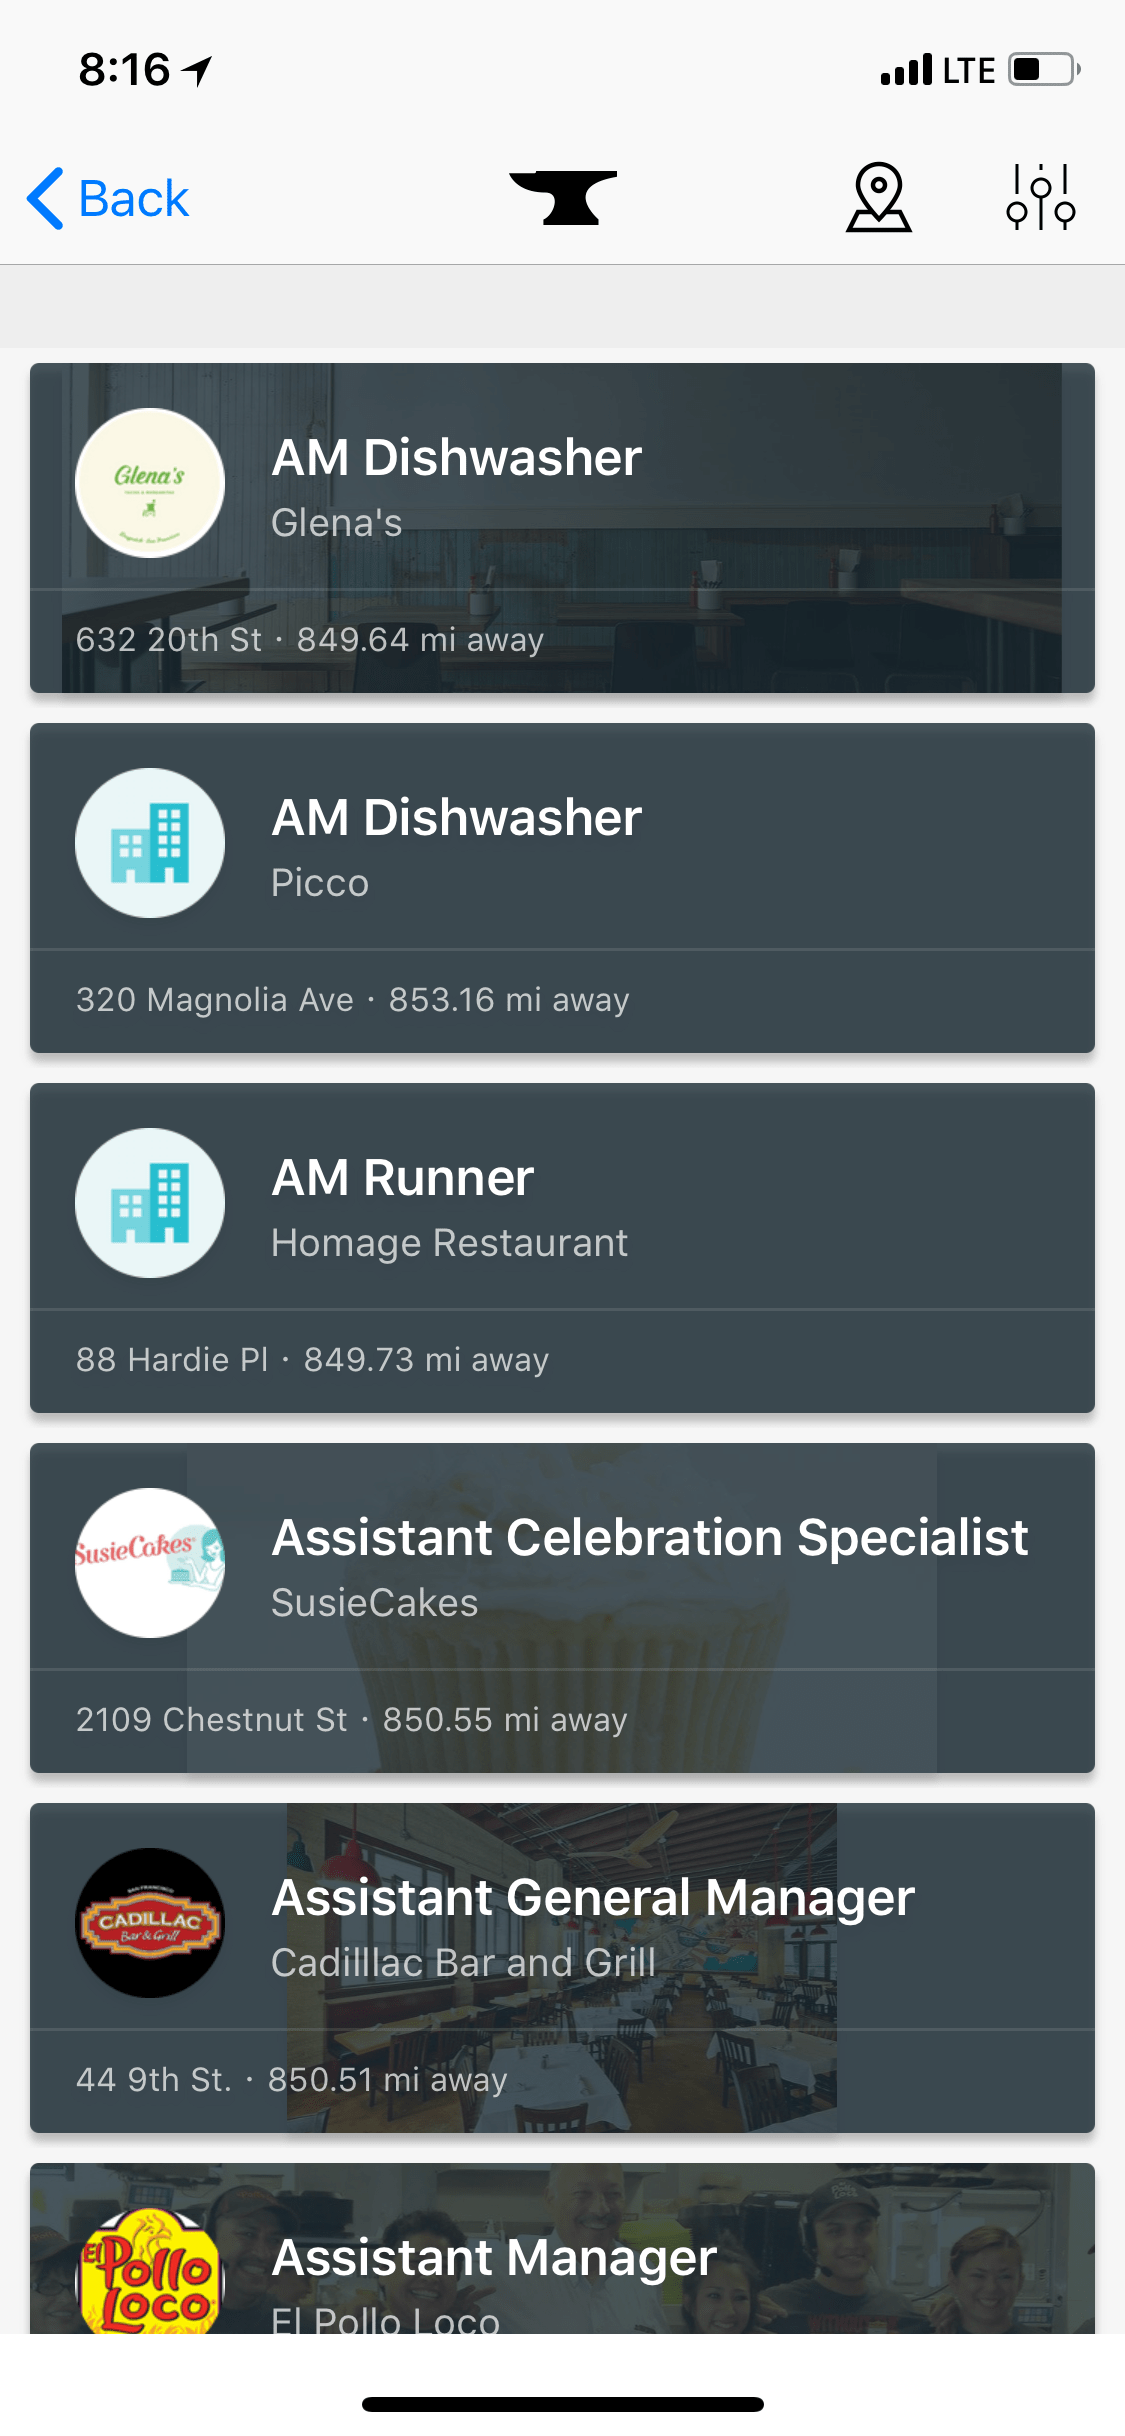 8:16
LTE
Back
Glena's
AM Dishwasher
Glena's
632 20th St · 849.64 mi away
AM Dishwasher
Picco
320 Magnolia Ave · 853.16 mi away
AM Runner
Homage Restaurant
88 Hardie Pl · 849.73 mi away
SusieCakes
Assistant Celebration Specialist
SusieCakes
2109 Chestnut St · 850.55 mi away
SAN FRANCISCO
CADILLAC
Bar & Grill
Assistant General Manager
Cadilllac Bar and Grill
44 9th St. · 850.51 mi away
El Pollo
Loco
Assistant Manager
El Pollo Loco